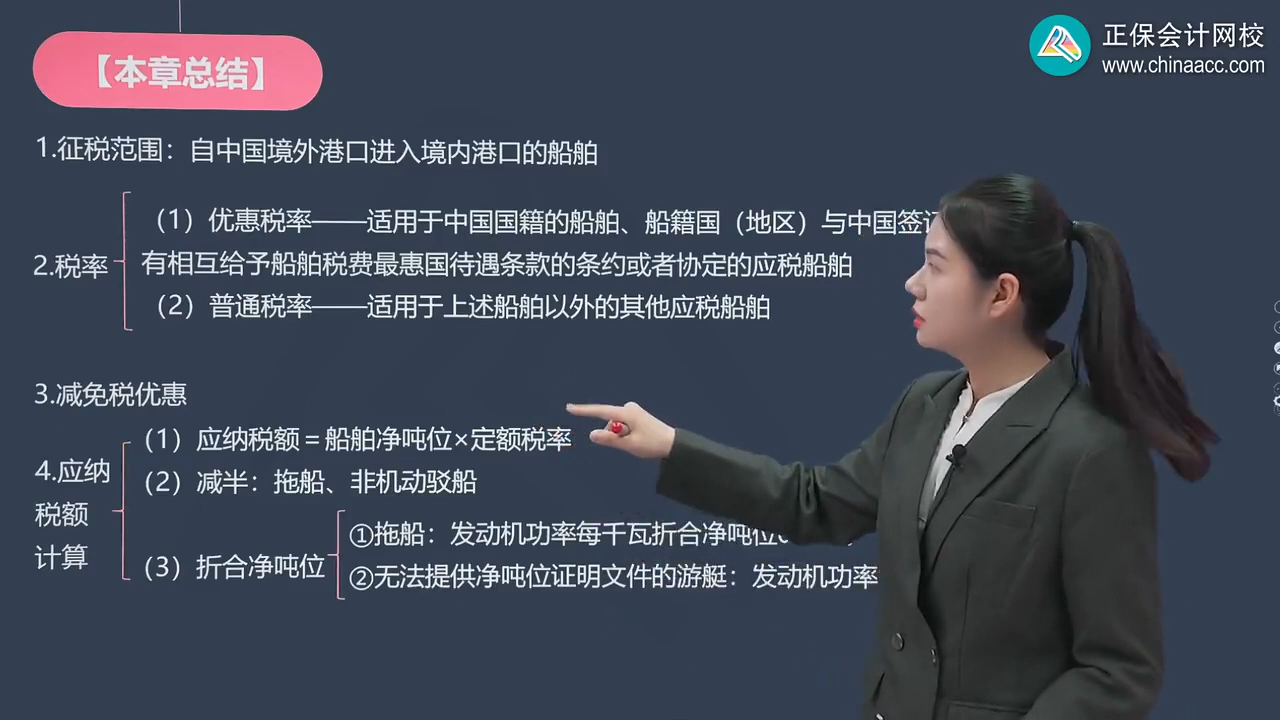 正保会计网校
www.chinaacc.com
【本章总结】
1.征税范围：自中国境外港口进入境内港口的船舶
2.税率
（1）优惠税率——适用于中国国籍的船舶、船籍国（地区）与中国签订
有相互给予船舶税费最惠国待遇条款的条约或者协定的应税船舶
（2）普通税率——适用于上述船舶以外的其他应税船舶
3.减免税优惠
4.应纳
税额
计算
（1）应纳税额＝船舶净吨位×定额税率
（2）减半：拖船、非机动驳船
（3）折合净吨位
①拖船：发动机功率每千瓦折合净吨位
②无法提供净吨位证明文件的游艇：发动机功率